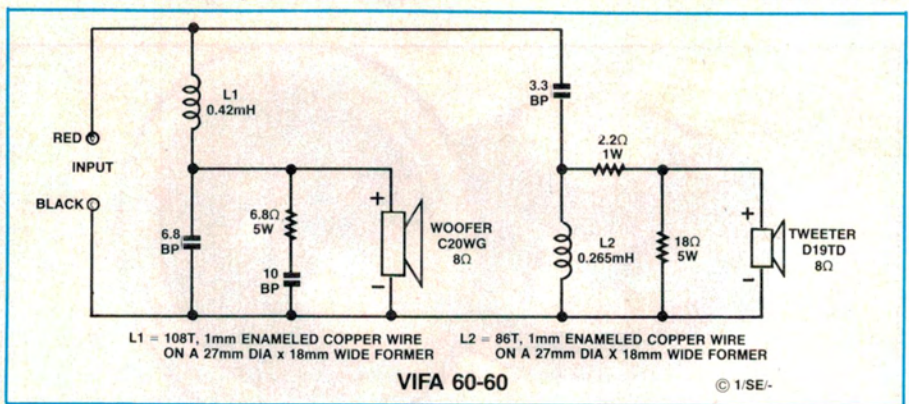 L1
0.42mH
RED
INPUT
BLACK
6.8
BP
6.8Ω
5W
10
BP
+
WOOFER
C20WG
8Ω
–
3.3
BP
2.2Ω
1W
L2
0.265mH
18Ω
5W
+
TWEETER
D19TD
8Ω
–
L1 = 108T, 1mm ENAMELED COPPER WIRE
ON A 27mm DIA x 18mm WIDE FORMER
L2 = 86T, 1mm ENAMELED COPPER WIRE
ON A 27mm DIA X 18mm WIDE FORMER
VIFA 60-60
© 1/SE/-